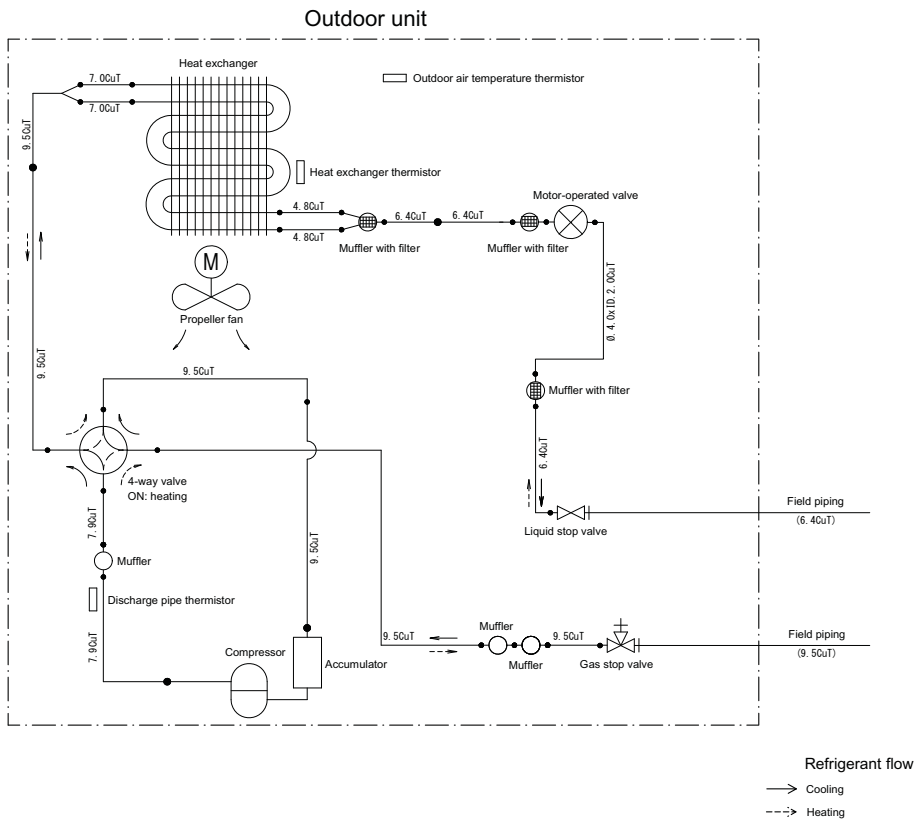 Outdoor unit
Heat exchanger
Outdoor air temperature thermistor
7.0CuT
7.0CuT
9.5CuT
Heat exchanger thermistor
Motor-operated valve
4.8CuT
6.4CuT
6.4CuT
4.8CuT
Muffler with filter
Muffler with filter
M
Ø.4.0xID.2.0CuT
Propeller fan
9.5CuT
9.5CuT
Muffler with filter
6.4CuT
4-way valve
ON: heating
Field piping
(6.4CuT)
7.9CuT
Liquid stop valve
9.5CuT
Muffler
Discharge pipe thermistor
Muffler
9.5CuT
9.5CuT
Field piping
(9.5CuT)
7.9CuT
Compressor
Accumulator
Muffler
Gas stop valve
Refrigerant flow
Cooling
Heating